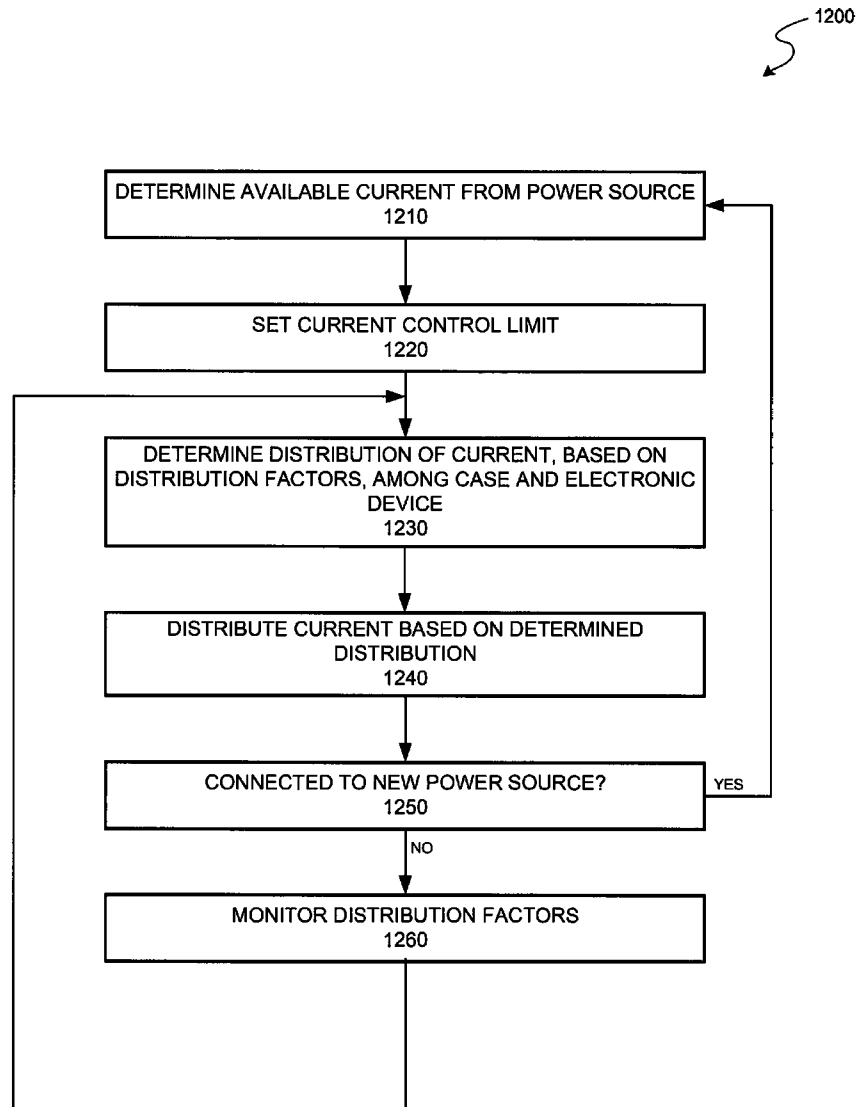 1200
DETERMINE AVAILABLE CURRENT FROM POWER SOURCE
1210
SET CURRENT CONTROL LIMIT
1220
DETERMINE DISTRIBUTION OF CURRENT, BASED ON
DISTRIBUTION FACTORS, AMONG CASE AND ELECTRONIC
DEVICE
1230
DISTRIBUTE CURRENT BASED ON DETERMINED
DISTRIBUTION
1240
CONNECTED TO NEW POWER SOURCE?
1250
YES
NO
MONITOR DISTRIBUTION FACTORS
1260